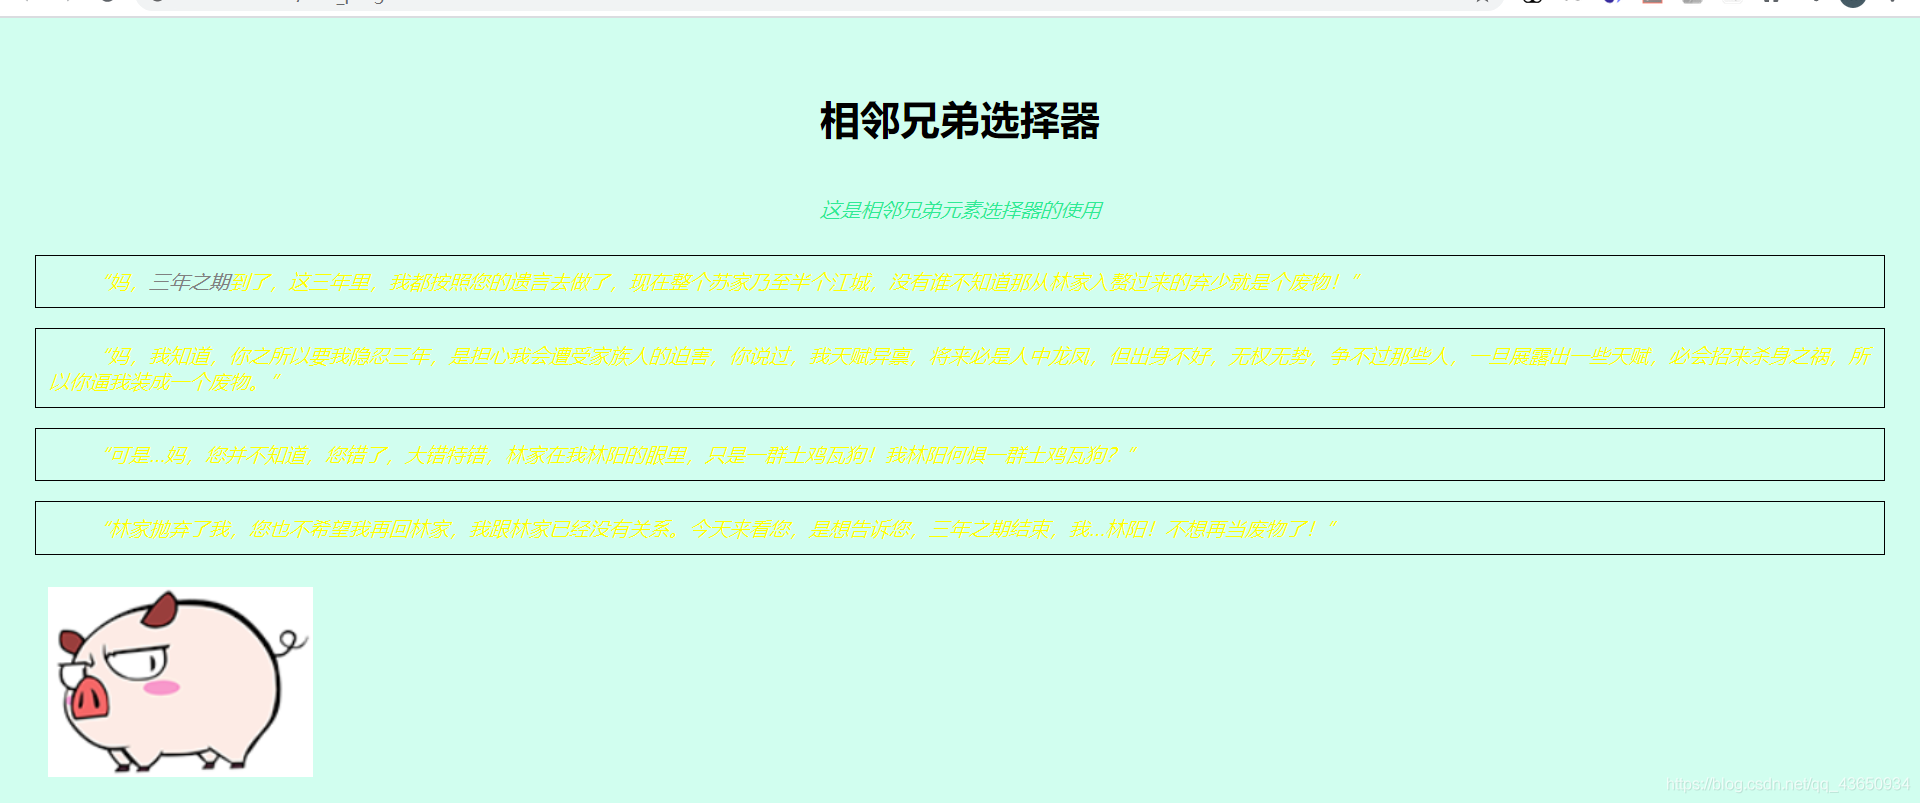 相邻兄弟选择器
这是相邻兄弟元素选择器的使用
“妈，三年之期到了，这三年里，我都按照您的遗言去做了，现在整个苏家乃至半个江城，没有谁不知道那从林家入赘过来的弃少就是个废物！”
“妈，我知道，你之所以要我隐忍三年，是担心我会遭受家族人的迫害，你说过，我天赋异禀，将来必是人中龙凤，但出身不好，无权无势，争不过那些人，一旦展露出一些天赋，必会招来杀身之祸，所
以你逼我装成一个废物。”
“可是...妈，您并不知道，您错了，大错特错，林家在我林阳的眼里，只是一群土鸡瓦狗！我林阳何惧一群土鸡瓦狗？”
“林家抛弃了我，您也不希望我再回林家，我跟林家已经没有关系。今天来看您，是想告诉您，三年之期结束，我...林阳！不想再当废物了！”
https://blog.csdn.net/qq_43650934